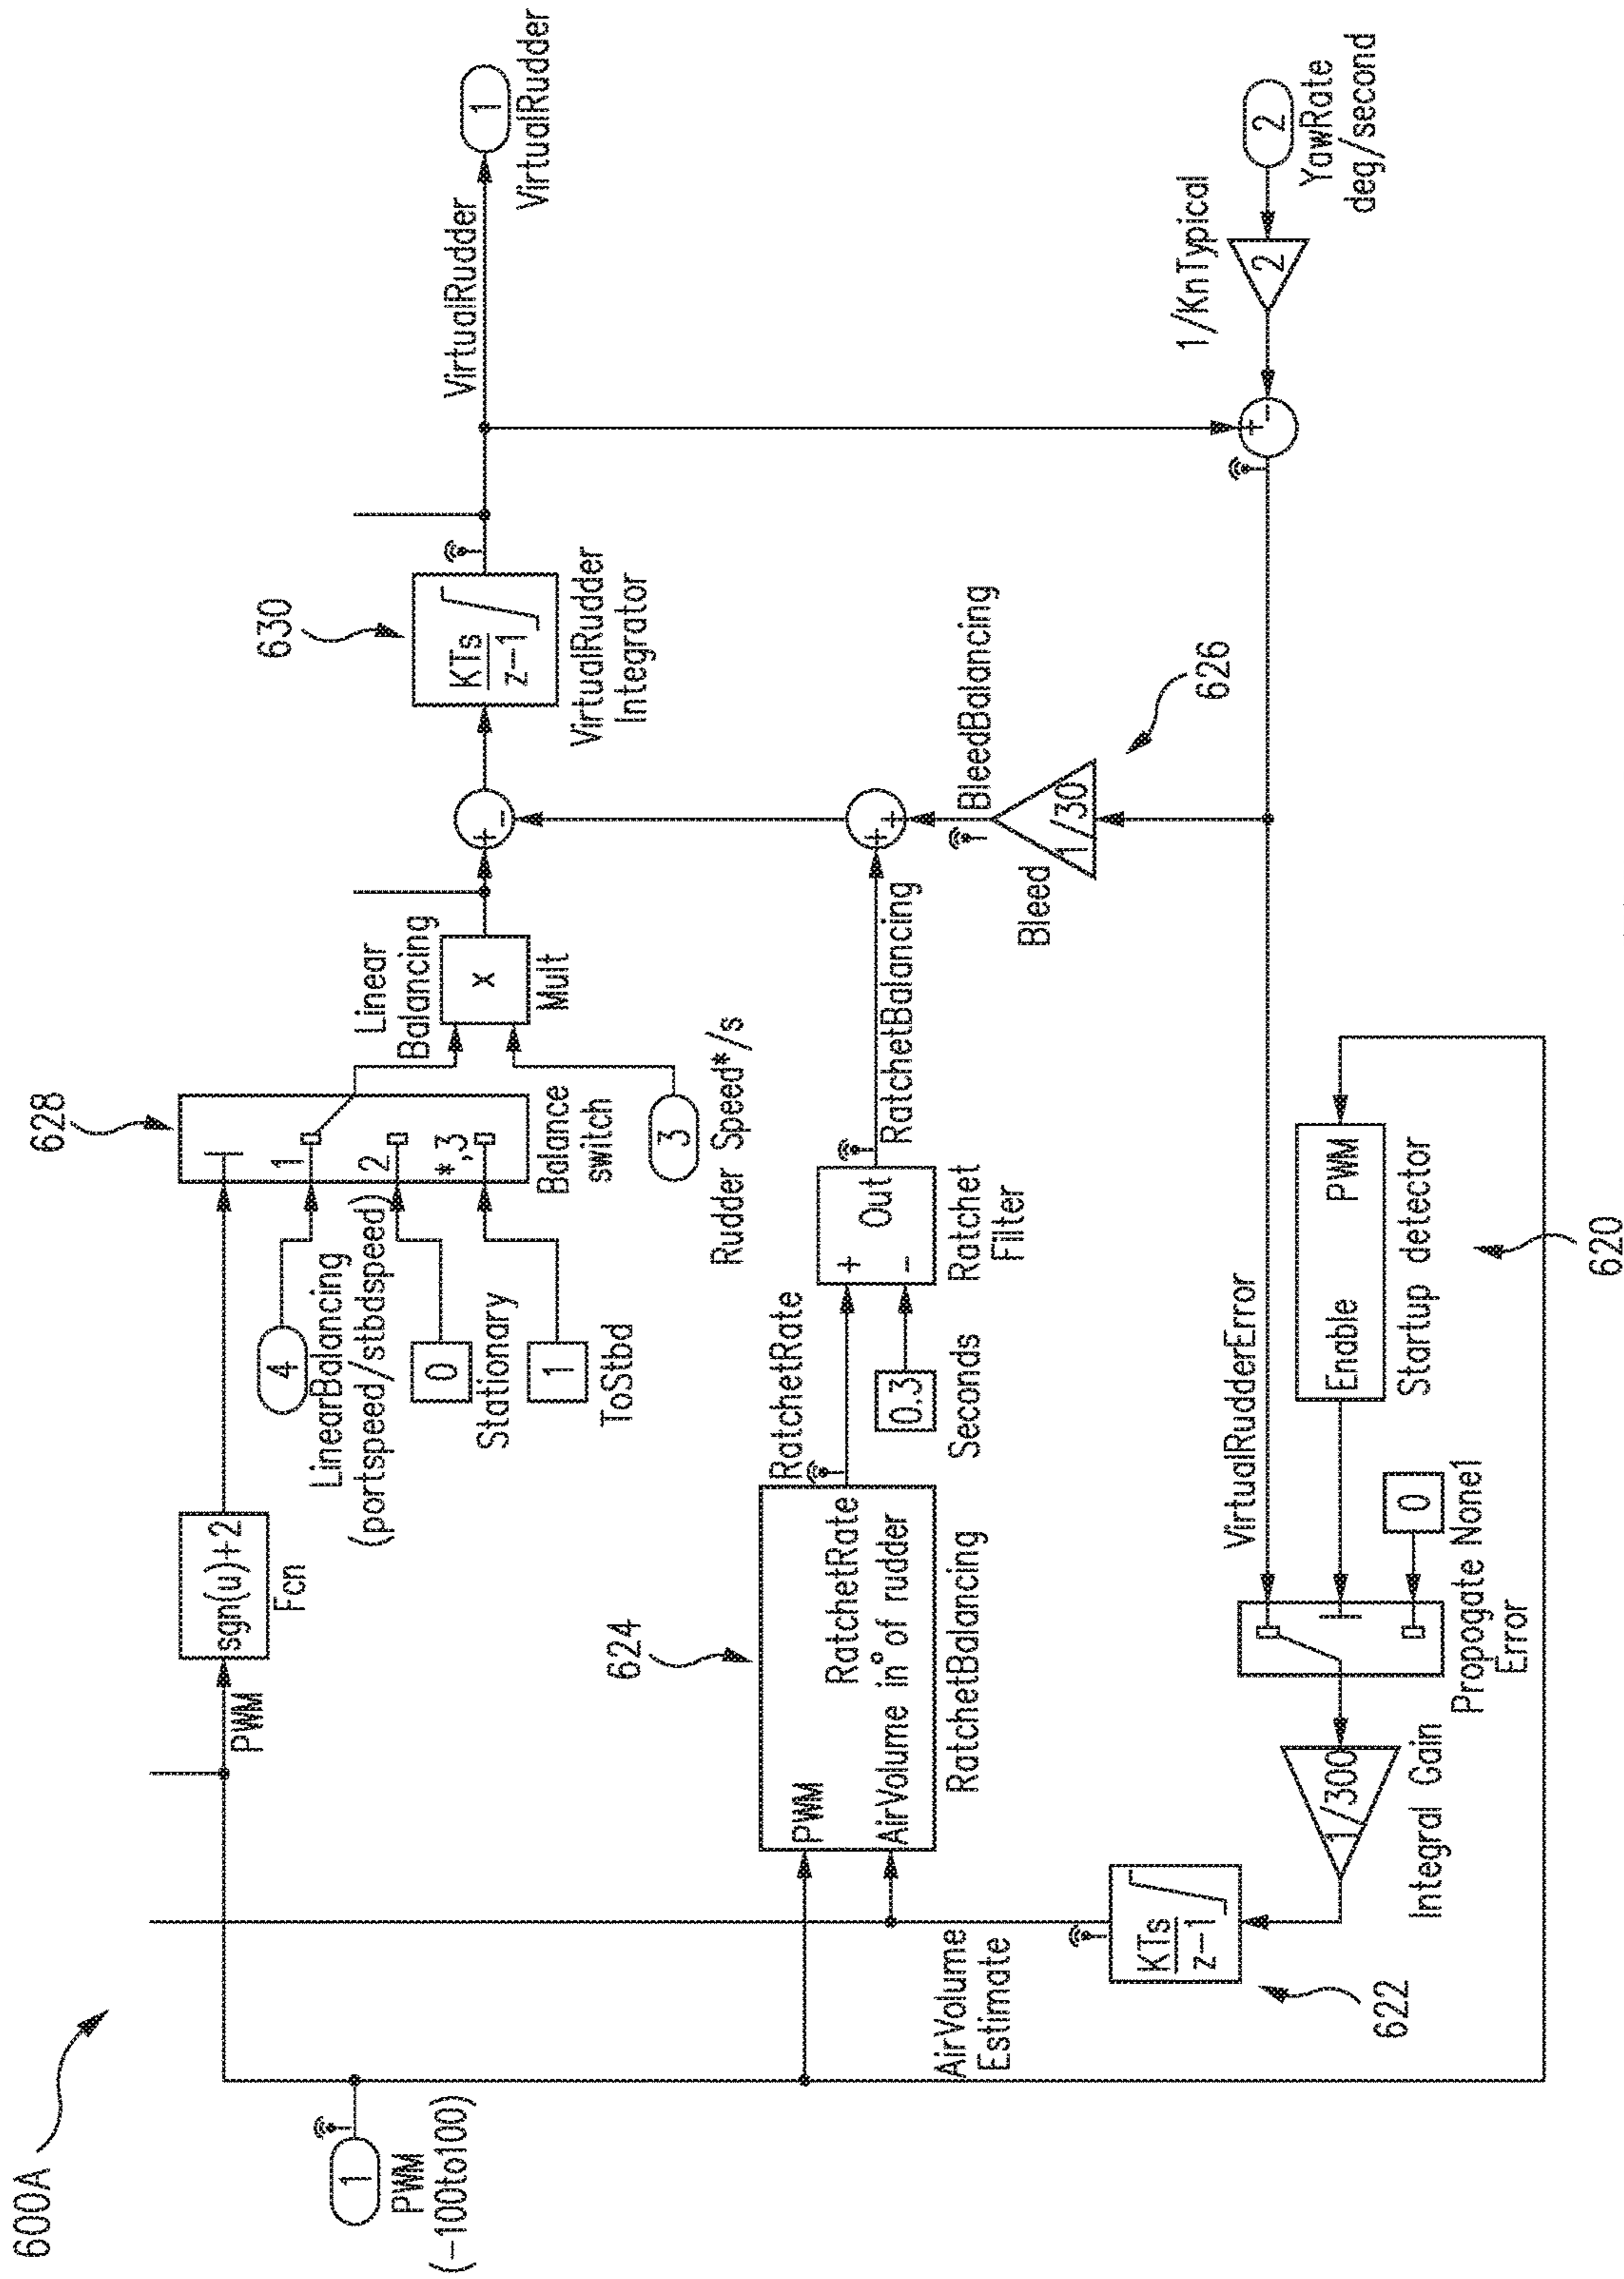 600A
1
PWM
(-100to100)
PWM
sgn(u)+2
Fcn
4
LinearBalancing
(portspeed/stbdspeed)
0
Stationary
1
ToStbd
628
1
2
*,3
Balance
switch
3
Rudder Speed*/s
Linear
Balancing
x
Mult
+
-
630
KTs
z-1
VirtualRudder
Integrator
VirtualRudder
1
VirtualRudder
624
PWM
RatchetRate
AirVolume in° of rudder
RatchetBalancing
RatchetRate
0.3
Seconds
+
Out
-
Ratchet
Filter
RatchetBalancing
+
+
BleedBalancing
1/30
Bleed
626
1/KnTypical
+
-
2
2
YawRate
deg/second
AirVolume
Estimate
KTs
z-1
622
1/300
Integral Gain
VirtualRudderError
Propogate None1
Error
0
Enable
PWM
Startup detector
620